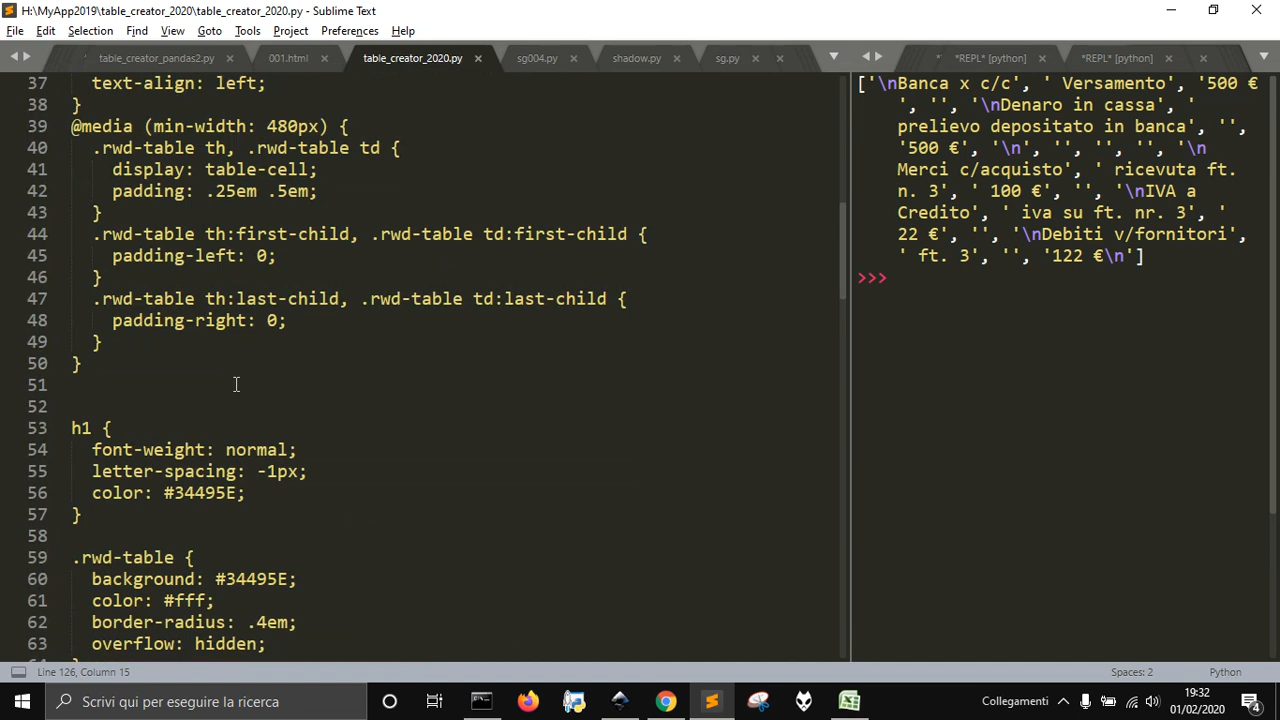 H:\MyApp2019\table_creator_2020\table_creator_2020.py - Sublime Text
File Edit Selection Find View Goto Tools Project Preferences Help
table_creator_pandas2.py 001.html table_creator_2020.py sg004.py shadow.py sg.py *REPL* [python] *REPL* [python]
37 text-align: left;
38 }
39 @media (min-width: 480px) {
40 .rwd-table th, .rwd-table td {
41 display: table-cell;
42 padding: .25em .5em;
43 }
44 .rwd-table th:first-child, .rwd-table td:first-child {
45 padding-left: 0;
46 }
47 .rwd-table th:last-child, .rwd-table td:last-child {
48 padding-right: 0;
49 }
50 }
51
52
53 h1 {
54 font-weight: normal;
55 letter-spacing: -1px;
56 color: #34495E;
57 }
58
59 .rwd-table {
60 background: #34495E;
61 color: #fff;
62 border-radius: .4em;
63 overflow: hidden;
['\nBanca x c/c', ' Versamento', '500 €
', '', '\nDenaro in cassa', '
prelievo depositato in banca', '',
'500 €', '\n', '', '', '', '\n
Merci c/acquisto', ' ricevuta ft.
n. 3', ' 100 €', '', '\nIVA a
Credito', ' iva su ft. nr. 3', '
22 €', '', '\nDebiti v/fornitori',
' ft. 3', '', '122 €\n']
>>>
Line 126, Column 15 Spaces: 2 Python
Scrivi qui per eseguire la ricerca
Collegamenti
19:32
01/02/2020
4